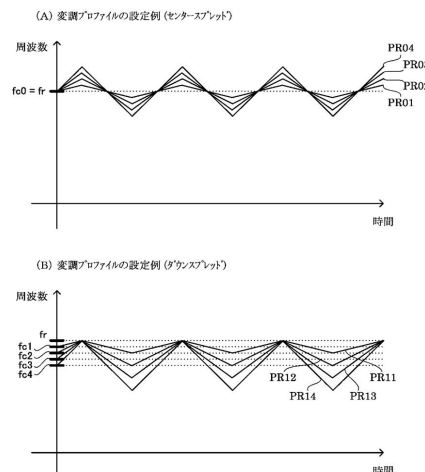 (A) 変調プロファイルの設定例 (センタースプレッド)
周波数
PR04
PR03
fc0 = fr
PR02
PR01
時間
(B) 変調プロファイルの設定例 (ダウンスプレッド)
周波数
fr
fc1
fc2
fc3
fc4
PR12
PR11
PR14
PR13
時間